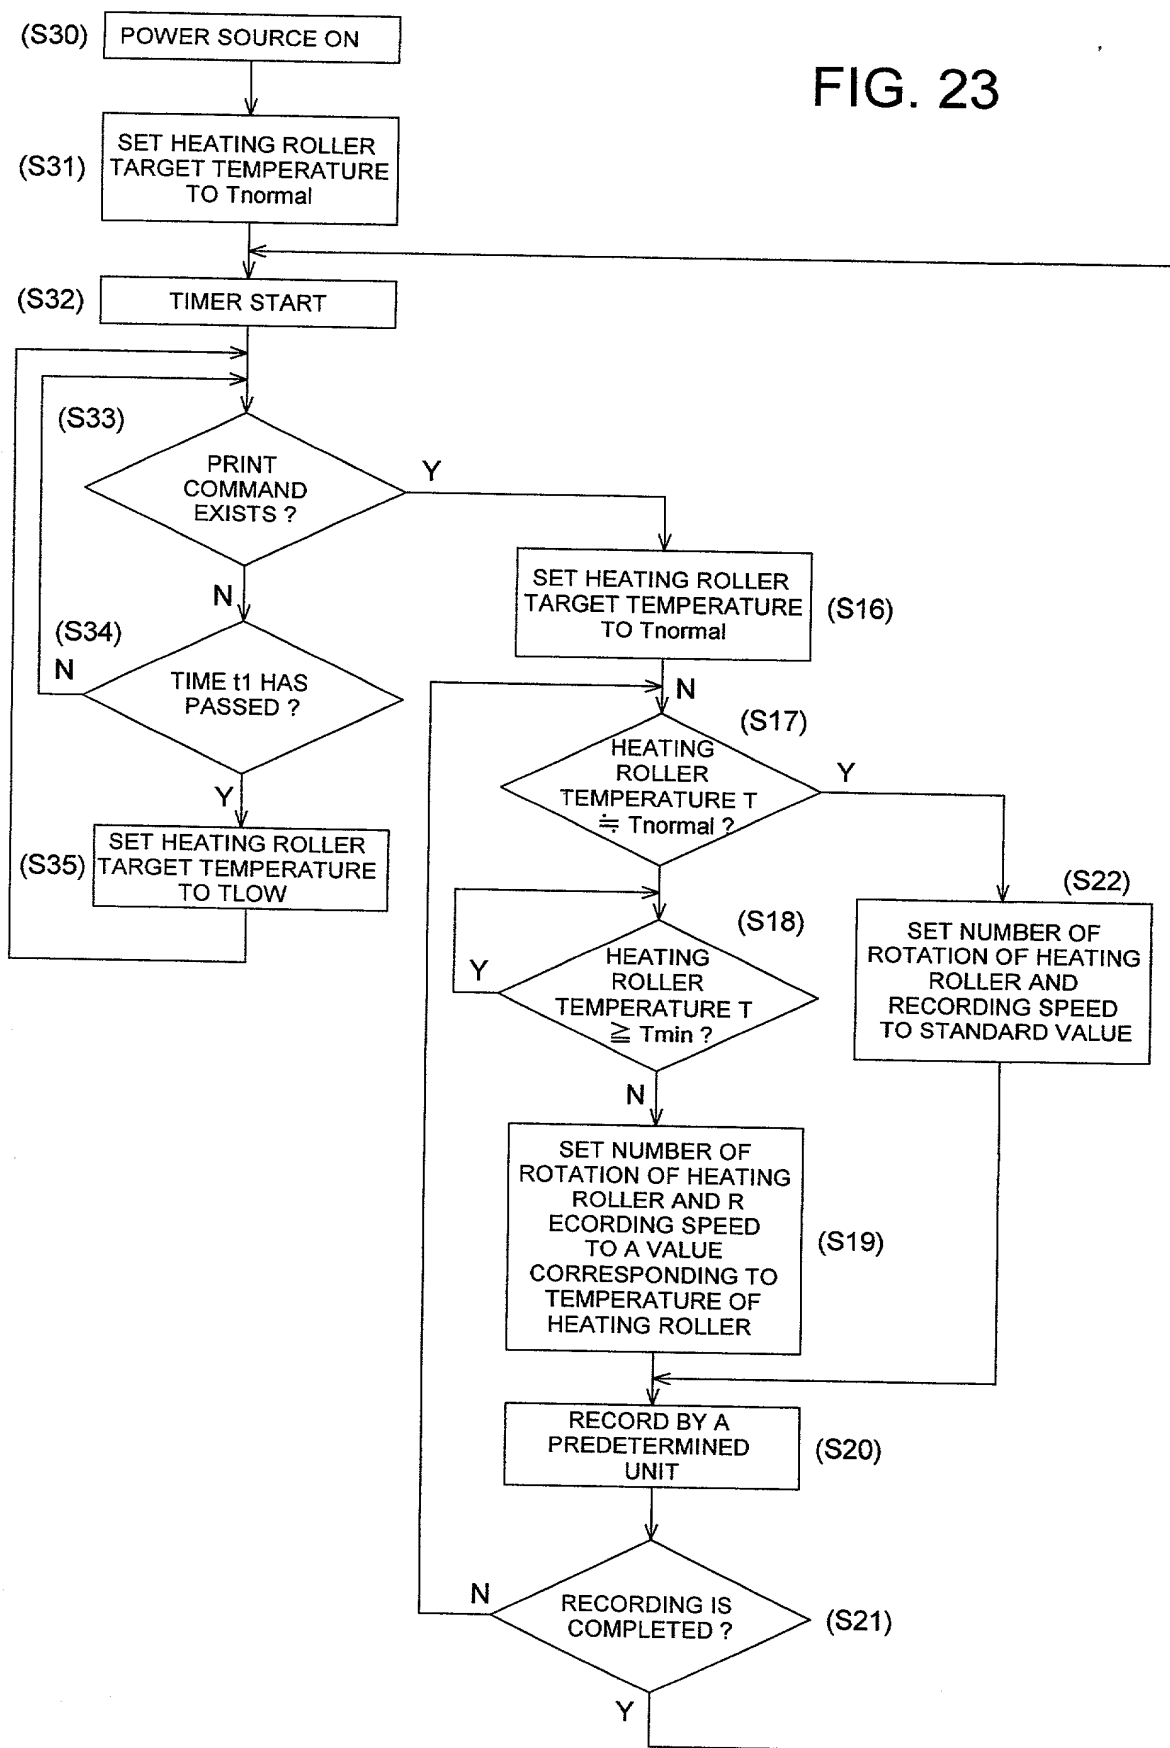 FIG. 23
(S30)
POWER SOURCE ON
(S31)
SET HEATING ROLLER
TARGET TEMPERATURE
TO Tnormal
(S32)
TIMER START
(S33)
PRINT
COMMAND
EXISTS ?
Y
N
(S34)
N
TIME t1 HAS
PASSED ?
Y
(S35)
SET HEATING ROLLER
TARGET TEMPERATURE
TO TLOW
SET HEATING ROLLER
TARGET TEMPERATURE
TO Tnormal
(S16)
N
(S17)
HEATING
ROLLER
TEMPERATURE T
≒ Tnormal ?
Y
(S22)
SET NUMBER OF
ROTATION OF HEATING
ROLLER AND
RECORDING SPEED
TO STANDARD VALUE
(S18)
Y
HEATING
ROLLER
TEMPERATURE T
≧ Tmin ?
N
SET NUMBER OF
ROTATION OF HEATING
ROLLER AND R
ECORDING SPEED
TO A VALUE
CORRESPONDING TO
TEMPERATURE OF
HEATING ROLLER
(S19)
RECORD BY A
PREDETERMINED
UNIT
(S20)
N
RECORDING IS
COMPLETED ?
(S21)
Y